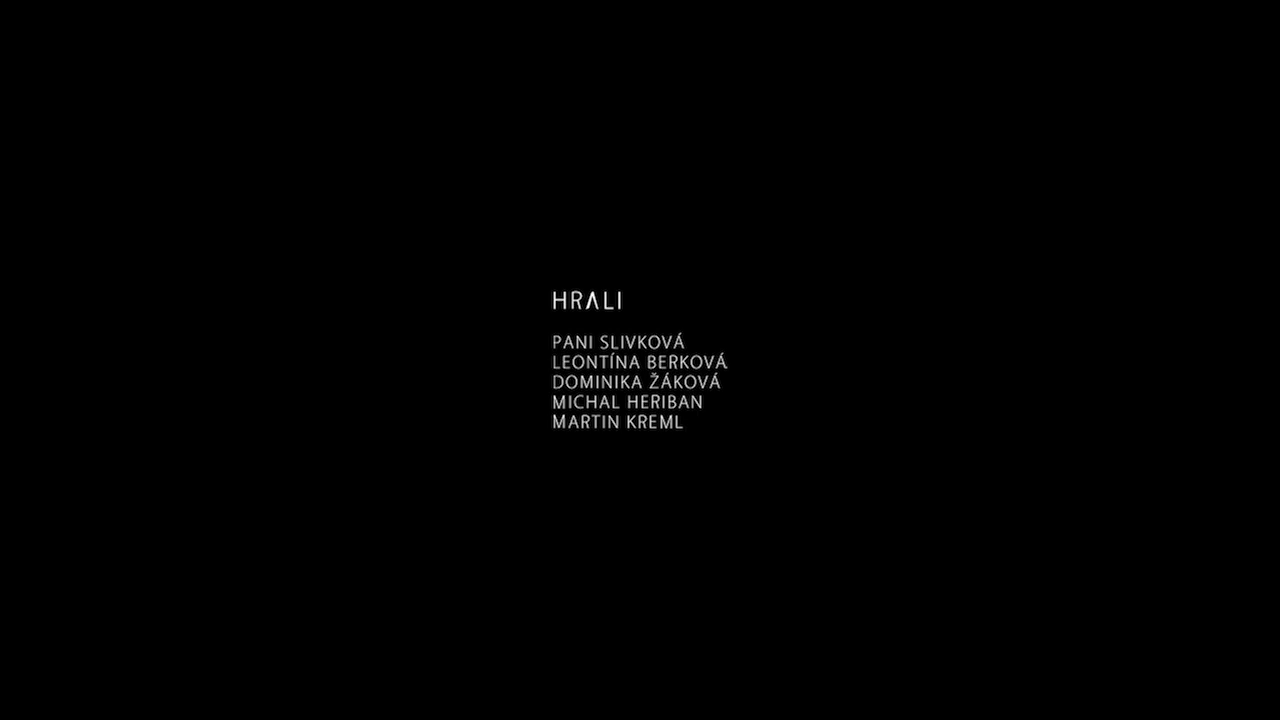 HRALI
PANI SLIVKOVÁ
LEONTÍNA BERKOVÁ
DOMINIKA ŽÁKOVÁ
MICHAL HERIBAN
MARTIN KREML